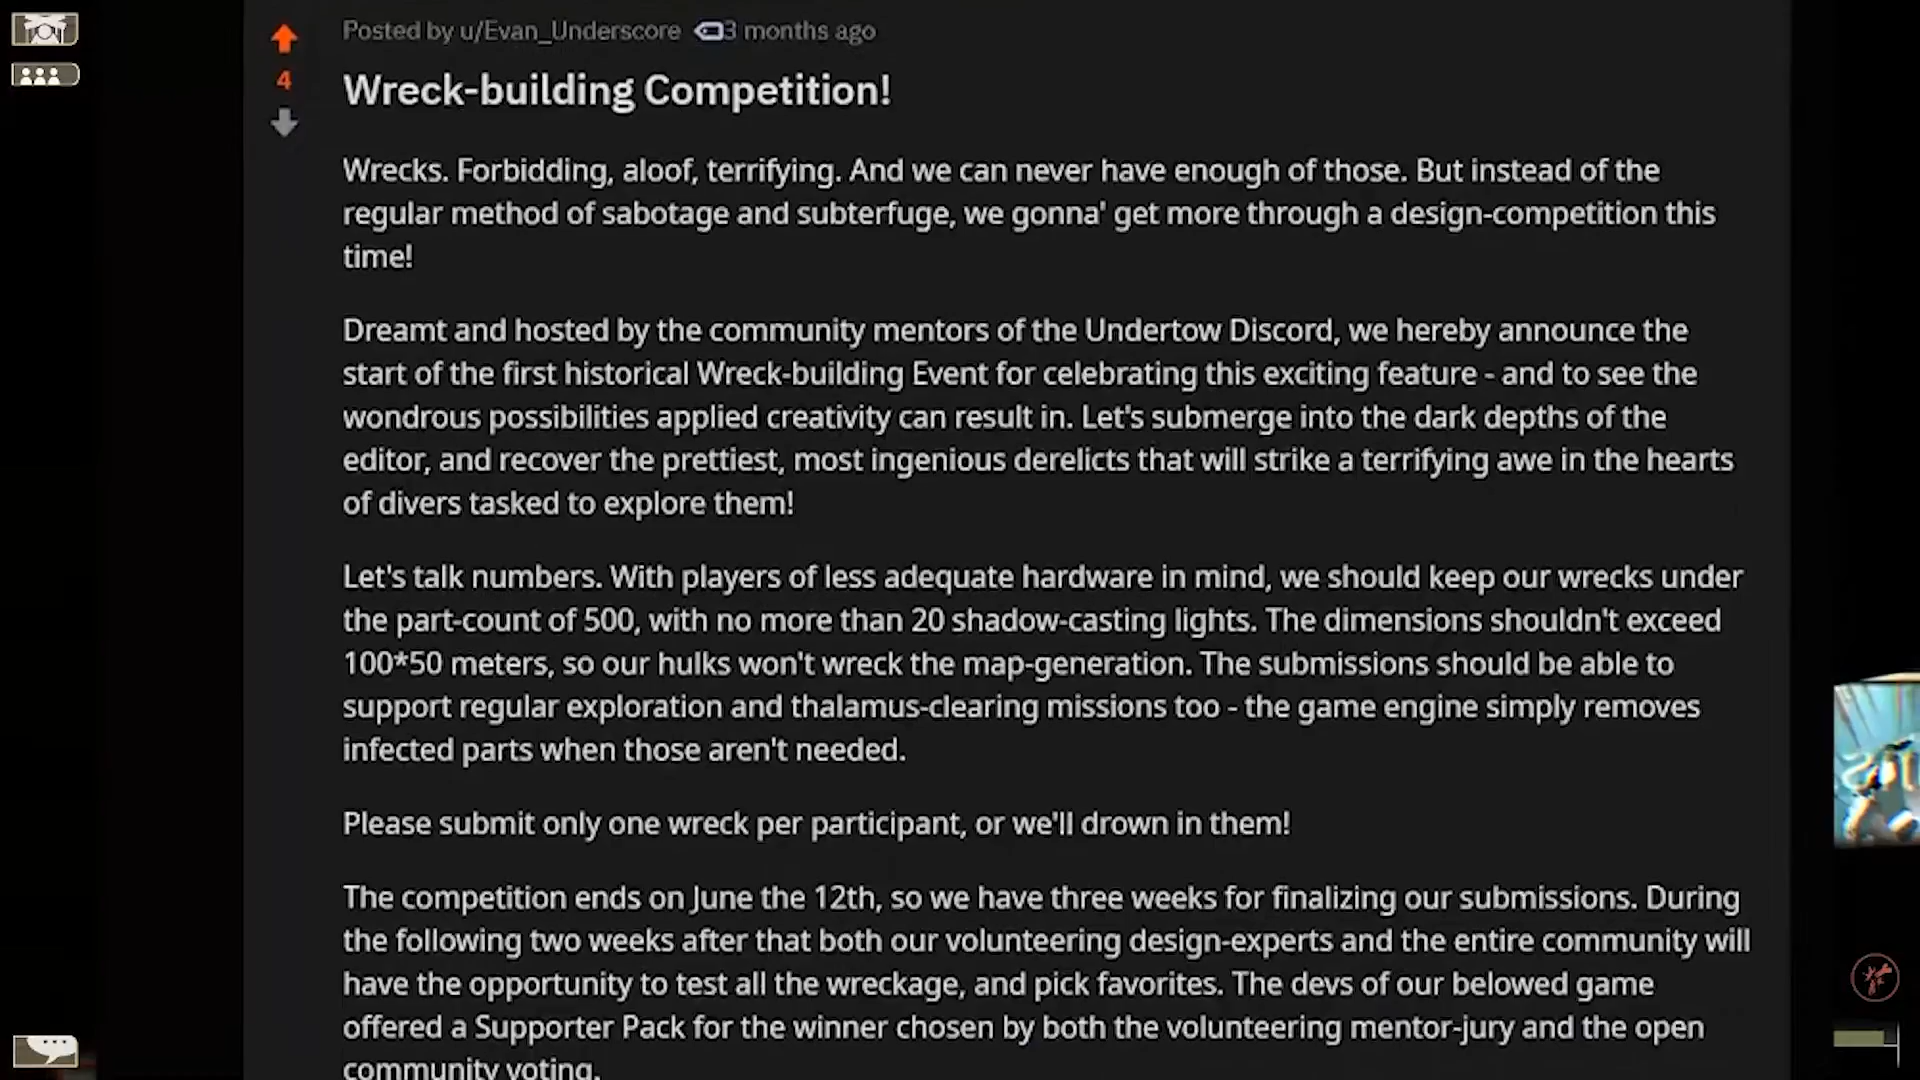 Posted by u/Evan_Underscore 3 months ago
4
Wreck-building Competition!
Wrecks. Forbidding, aloof, terrifying. And we can never have enough of those. But instead of the
regular method of sabotage and subterfuge, we gonna' get more through a design-competition this
time!
Dreamt and hosted by the community mentors of the Undertow Discord, we hereby announce the
start of the first historical Wreck-building Event for celebrating this exciting feature - and to see the
wondrous possibilities applied creativity can result in. Let's submerge into the dark depths of the
editor, and recover the prettiest, most ingenious derelicts that will strike a terrifying awe in the hearts
of divers tasked to explore them!
Let's talk numbers. With players of less adequate hardware in mind, we should keep our wrecks under
the part-count of 500, with no more than 20 shadow-casting lights. The dimensions shouldn't exceed
100*50 meters, so our hulks won't wreck the map-generation. The submissions should be able to
support regular exploration and thalamus-clearing missions too - the game engine simply removes
infected parts when those aren't needed.
Please submit only one wreck per participant, or we'll drown in them!
The competition ends on June the 12th, so we have three weeks for finalizing our submissions. During
the following two weeks after that both our volunteering design-experts and the entire community will
have the opportunity to test all the wreckage, and pick favorites. The devs of our belowed game
offered a Supporter Pack for the winner chosen by both the volunteering mentor-jury and the open
community voting.